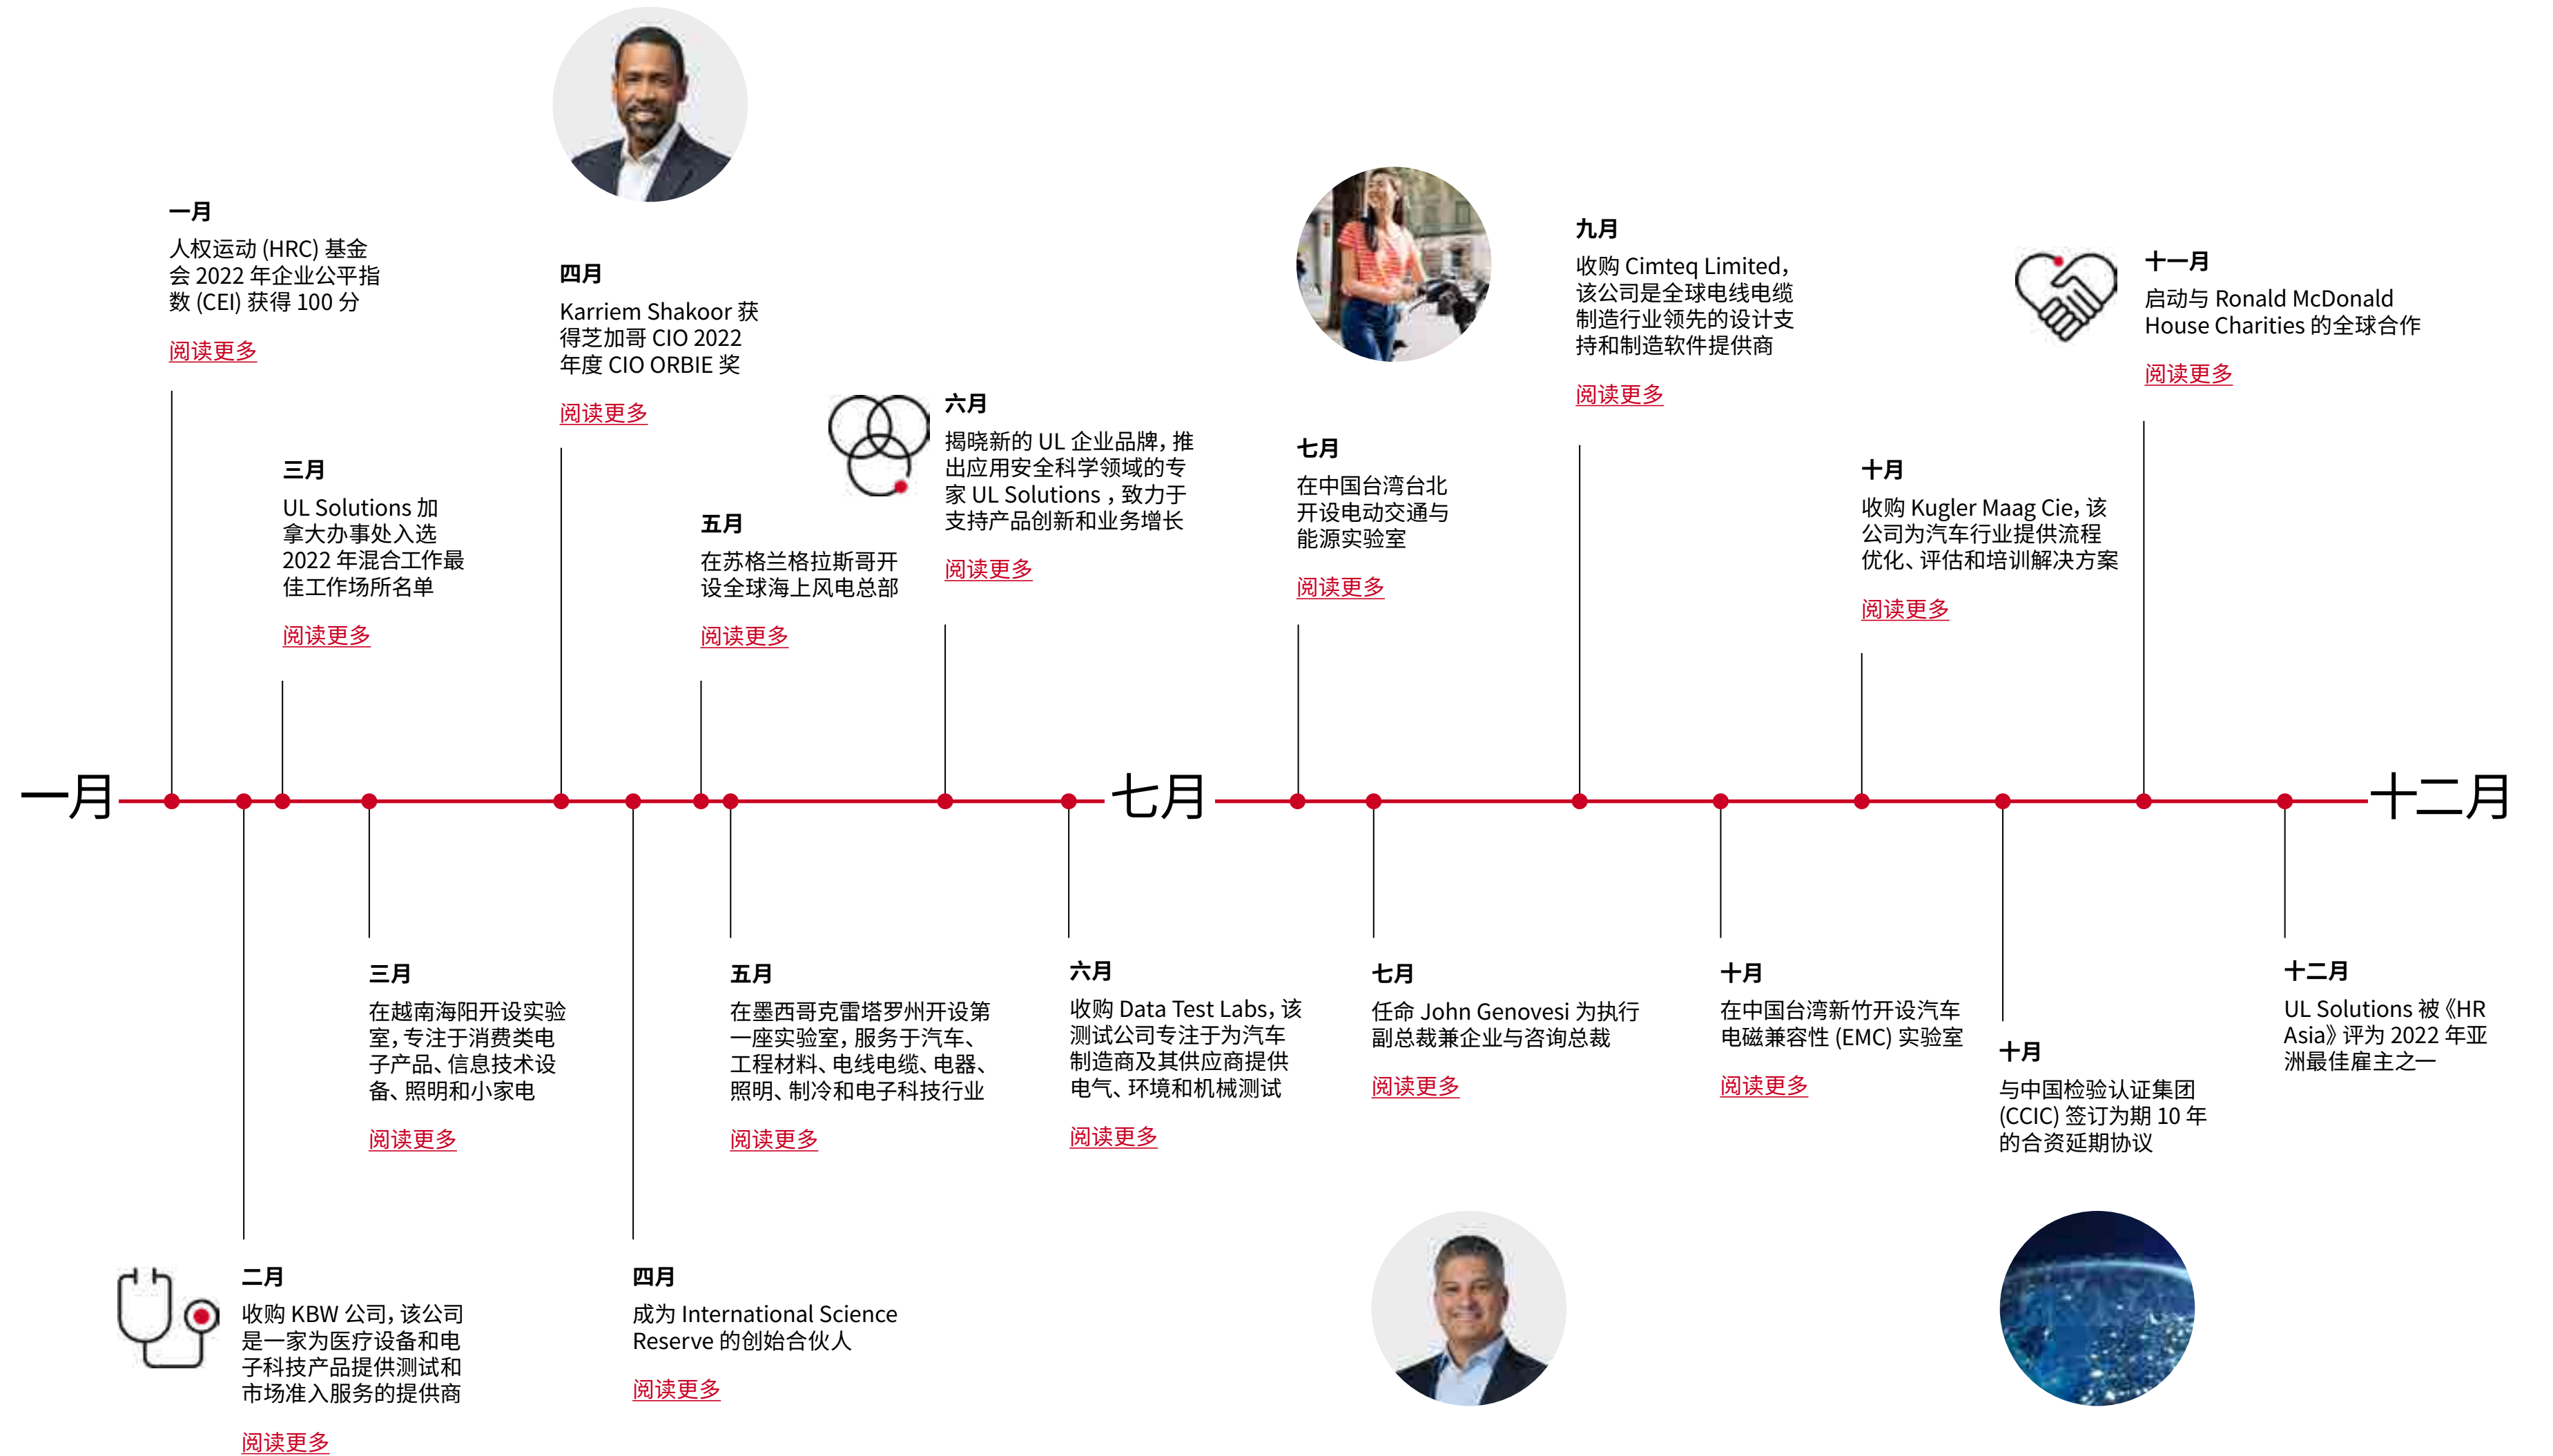 一月
人权运动 (HRC) 基金
会 2022 年企业公平指
数 (CEI) 获得 100 分
阅读更多
三月
UL Solutions 加
拿大办事处入选
2022 年混合工作最
佳工作场所名单
阅读更多
四月
Karriem Shakoor 获
得芝加哥 CIO 2022
年度 CIO ORBIE 奖
阅读更多
五月
在苏格兰格拉斯哥开
设全球海上风电总部
阅读更多
六月
揭晓新的 UL 企业品牌，推
出应用安全科学领域的专
家 UL Solutions ，致力于
支持产品创新和业务增长
阅读更多
七月
在中国台湾台北
开设电动交通与
能源实验室
阅读更多
九月
收购 Cimteq Limited，
该公司是全球电线电缆
制造行业领先的设计支
持和制造软件提供商
阅读更多
十月
收购 Kugler Maag Cie，该
公司为汽车行业提供流程
优化、评估和培训解决方案
阅读更多
十一月
启动与 Ronald McDonald
House Charities 的全球合作
阅读更多
一月
七月
十二月
二月
收购 KBW 公司，该公司
是一家为医疗设备和电
子科技产品提供测试和
市场准入服务的提供商
阅读更多
三月
在越南海阳开设实验
室，专注于消费类电
子产品、信息技术设
备、照明和小家电
阅读更多
四月
成为 International Science
Reserve 的创始合伙人
阅读更多
五月
在墨西哥克雷塔罗州开设第
一座实验室，服务于汽车、
工程材料、电线电缆、电器、
照明、制冷和电子科技行业
阅读更多
六月
收购 Data Test Labs，该
测试公司专注于为汽车
制造商及其供应商提供
电气、环境和机械测试
阅读更多
七月
任命 John Genovesi 为执行
副总裁兼企业与咨询总裁
阅读更多
十月
在中国台湾新竹开设汽车
电磁兼容性 (EMC) 实验室
阅读更多
十月
与中国检验认证集团
(CCIC) 签订为期 10 年
的合资延期协议
十二月
UL Solutions 被《HR
Asia》评为 2022 年亚
洲最佳雇主之一